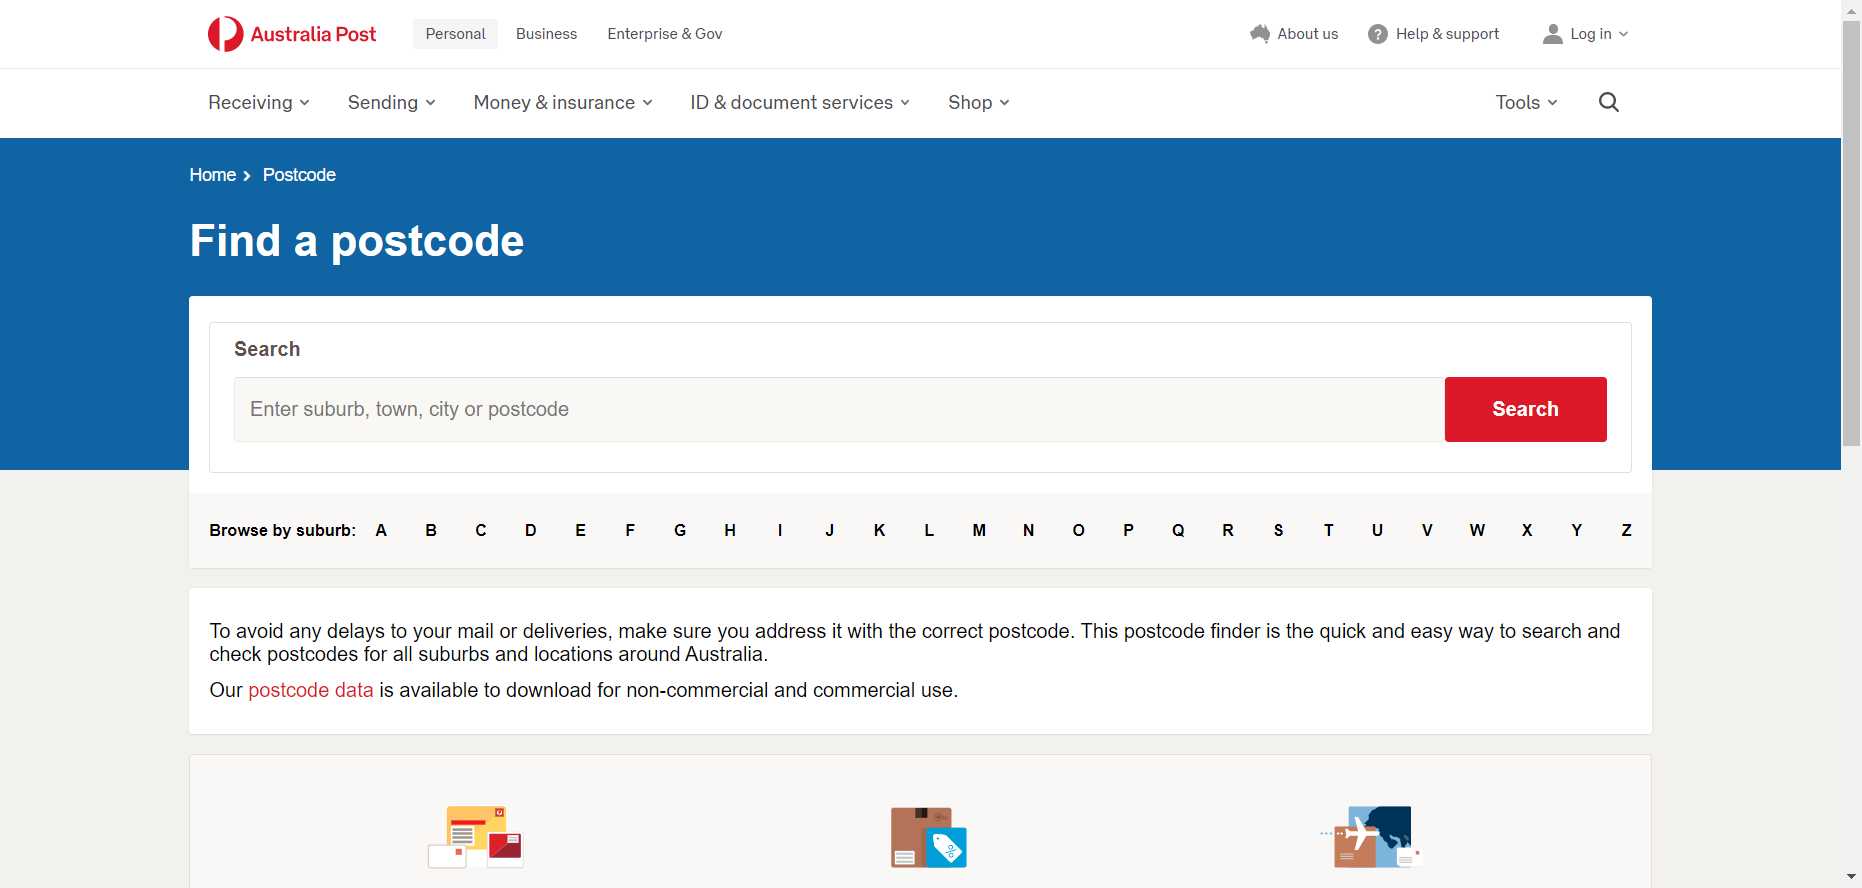 Australia Post
Personal
Business
Enterprise & Gov
About us
Help & support
Log in
Receiving
Sending
Money & insurance
ID & document services
Shop
Tools
Home
Postcode
Find a postcode
Search
Enter suburb, town, city or postcode
Search
Browse by suburb: A B C D E F G H I J K L M N O P Q R S T U V W X Y Z
To avoid any delays to your mail or deliveries, make sure you address it with the correct postcode. This postcode finder is the quick and easy way to search and
check postcodes for all suburbs and locations around Australia.
Our postcode data is available to download for non-commercial and commercial use.